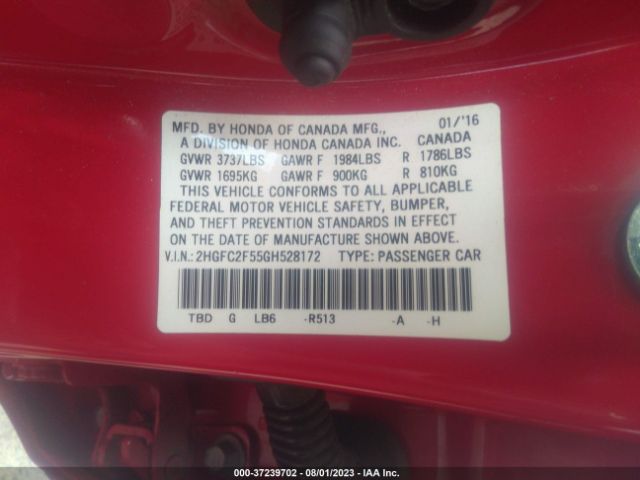 MFD. BY HONDA OF CANADA MFG., 01/'16
A DIVISION OF HONDA CANADA INC. CANADA
GVWR 3737LBS GAWR F 1984LBS R 1786LBS
GVWR 1695KG GAWR F 900KG R 810KG
THIS VEHICLE CONFORMS TO ALL APPLICABLE
FEDERAL MOTOR VEHICLE SAFETY, BUMPER,
AND THEFT PREVENTION STANDARDS IN EFFECT
ON THE DATE OF MANUFACTURE SHOWN ABOVE.
V.I.N.: 2HGFC2F55GH528172 TYPE: PASSENGER CAR
TBD G LB6 -R513 -A -H
000-37239702 - 08/01/2023 - IAA Inc.